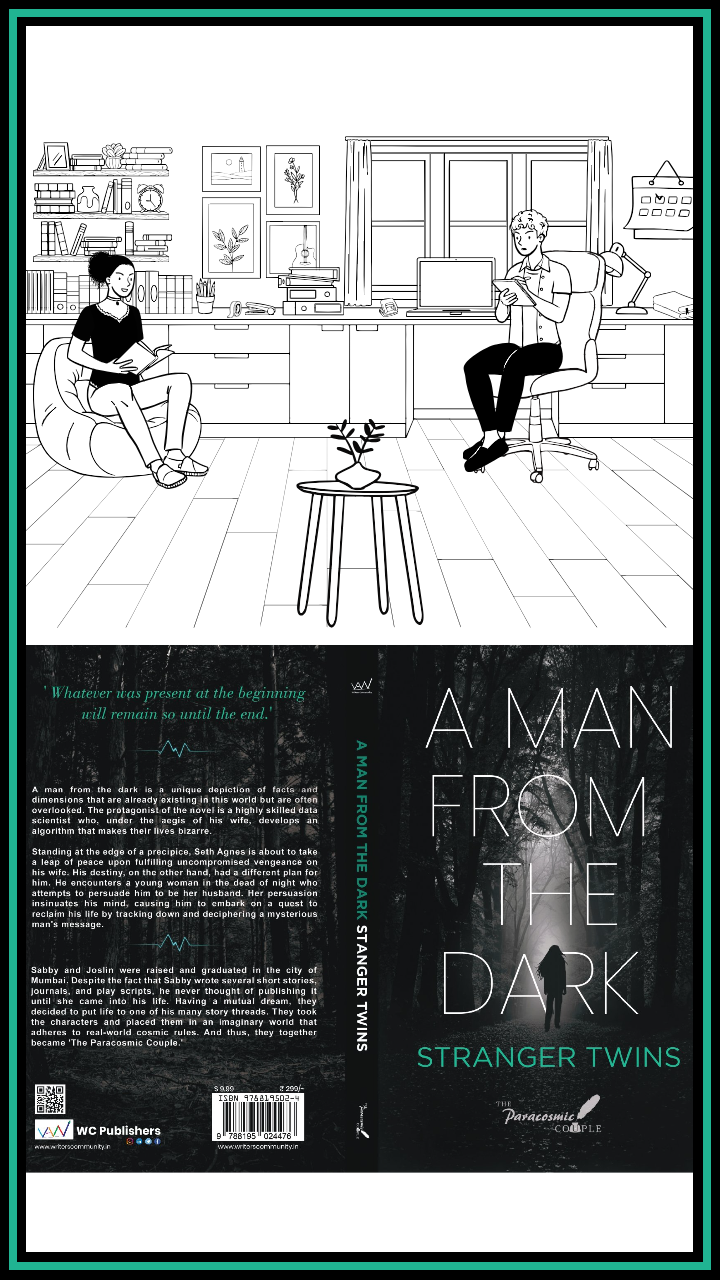 ' Whatever was present at the beginning
will remain so until the end.'
A man from the dark is a unique depiction of facts and
dimensions that are already existing in this world but are often
overlooked. The protagonist of the novel is a highly skilled data
scientist who, under the aegis of his wife, develops an
algorithm that makes their lives bizarre.
Standing at the edge of a precipice, Seth Agnes is about to take
a leap of peace upon fulfilling uncompromised vengeance on
his wife. His destiny, on the other hand, had a different plan for
him. He encounters a young woman in the dead of night who
attempts to persuade him to be her husband. Her persuasion
insinuates his mind, causing him to embark on a quest to
reclaim his life by tracking down and deciphering a mysterious
man's message.
Sabby and Joslin were raised and graduated in the city of
Mumbai. Despite the fact that Sabby wrote several short stories,
journals, and play scripts, he never thought of publishing it
until she came into his life. Having a mutual dream, they
decided to put life to one of his many story threads. They took
the characters and placed them in an imaginary world that
adheres to real-world cosmic rules. And thus, they together
became 'The Paracosmic Couple.'
WC Publishers
www.writerscommunity.in
$ 9.99 ₹ 299/-
ISBN 978819502-4
9 788195 024476
www.writerscommunity.in
A MAN FROM THE DARK STANGER TWINS
A MAN
FROM
THE
DARK
STRANGER TWINS
THE
Paracosmic
COUPLE